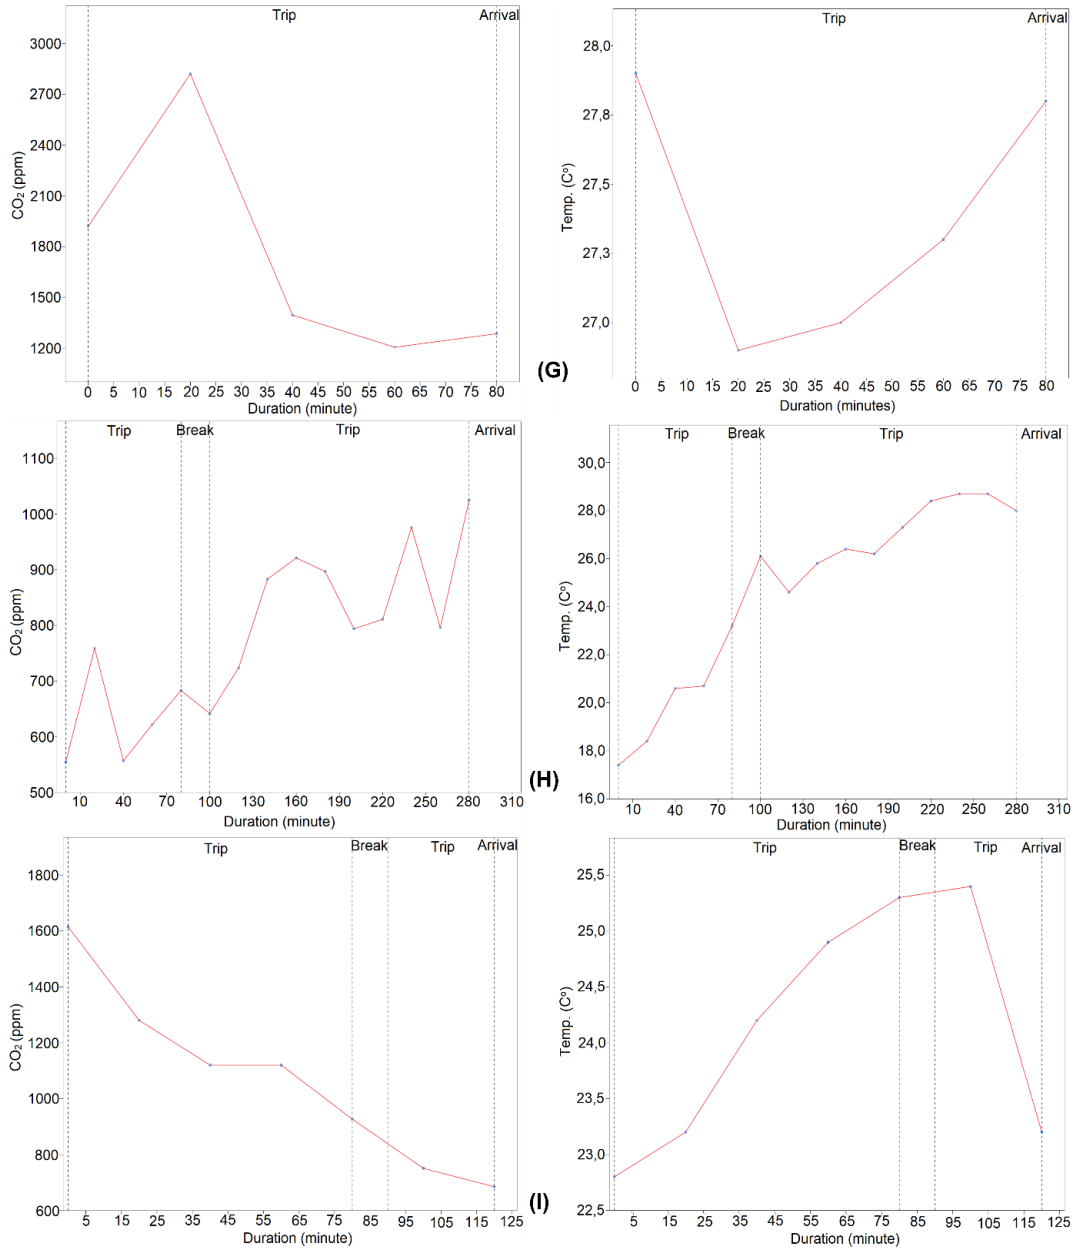 Trip Arrival
3000
2700
2400
2100
1800
1500
1200
CO₂ (ppm)
0 5 10 15 20 25 30 35 40 45 50 55 60 65 70 75 80
Duration (minute)
(G)
Trip Arrival
28,0
27,8
27,5
27,3
27,0
Temp. (Cº)
0 5 10 15 20 25 30 35 40 45 50 55 60 65 70 75 80
Duration (minutes)
Trip Break Trip Arrival
1100
1000
900
800
700
600
500
CO₂ (ppm)
10 40 70 100 130 160 190 220 250 280 310
Duration (minute)
(H)
Trip Break Trip Arrival
30,0
28,0
26,0
24,0
22,0
20,0
18,0
16,0
Temp. (Cº)
10 40 70 100 130 160 190 220 250 280 310
Duration (minute)
Trip Break Trip Arrival
1800
1600
1400
1200
1000
800
600
CO₂ (ppm)
5 15 25 35 45 55 65 75 85 95 105 115 125
Duration (minute)
(I)
Trip Break Trip Arrival
25,5
25,0
24,5
24,0
23,5
23,0
22,5
Temp. (Cº)
5 15 25 35 45 55 65 75 85 95 105 115 125
Duration (minute)